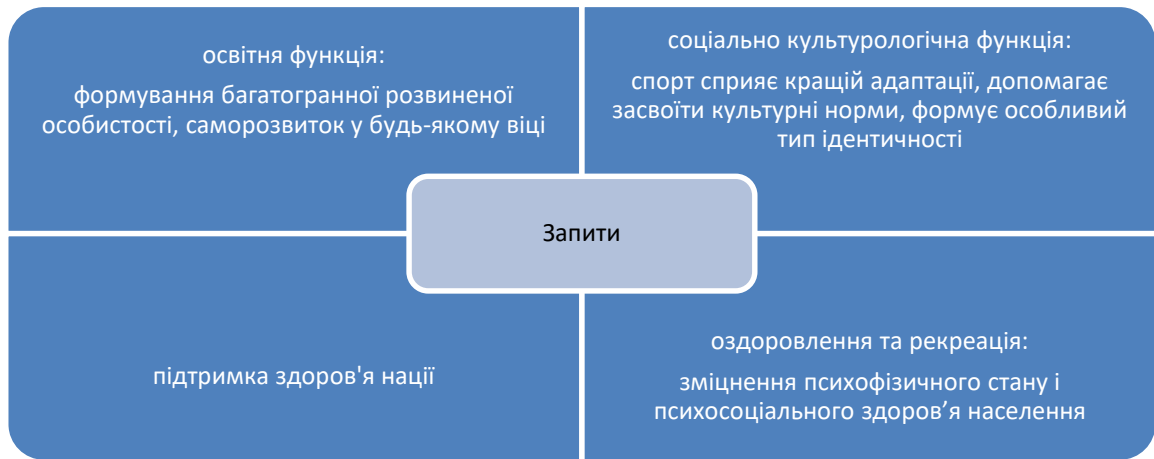 освітня функція:
формування багатогранної розвиненої
особистості, саморозвиток у будь-якому віці
соціально культурологічна функція:
спорт сприяє кращій адаптації, допомагає
засвоїти культурні норми, формує особливий
тип ідентичності
Запити
підтримка здоров'я нації
оздоровлення та рекреація:
зміцнення психофізичного стану і
психосоціального здоров’я населення